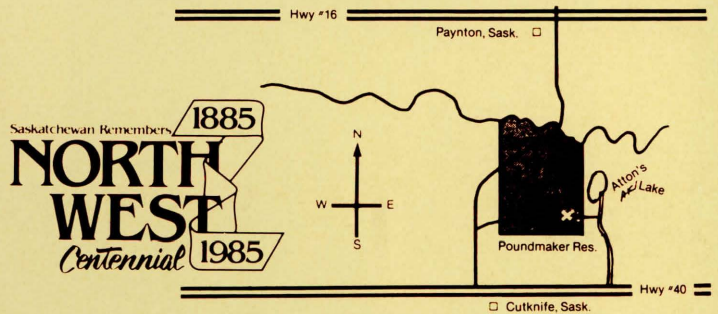 Hwy #16
Paynton, Sask.
Saskatchewan Remembers
1885
NORTH
WEST
Centennial
1985
N
W E
S
Atton's
Lake
Poundmaker Res.
Hwy #40
Cutknife, Sask.